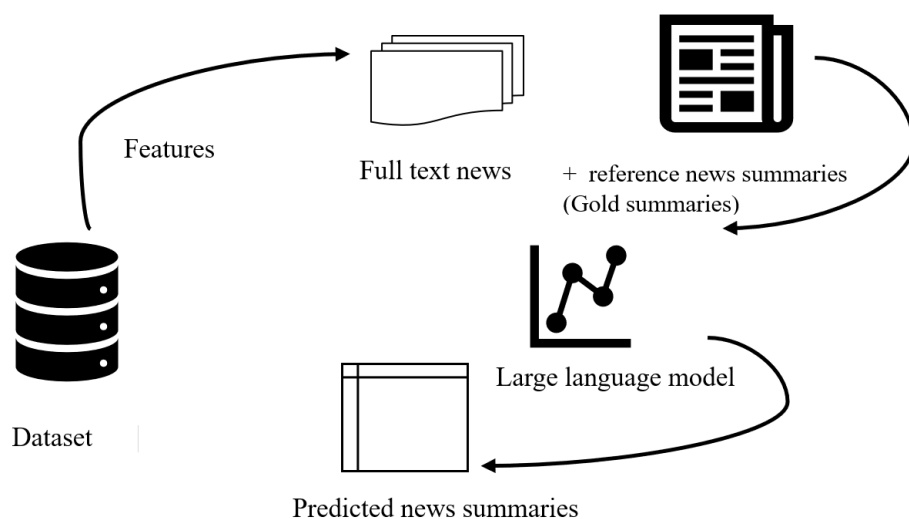 Features
Full text news
+ reference news summaries
(Gold summaries)
Large language model
Dataset
Predicted news summaries